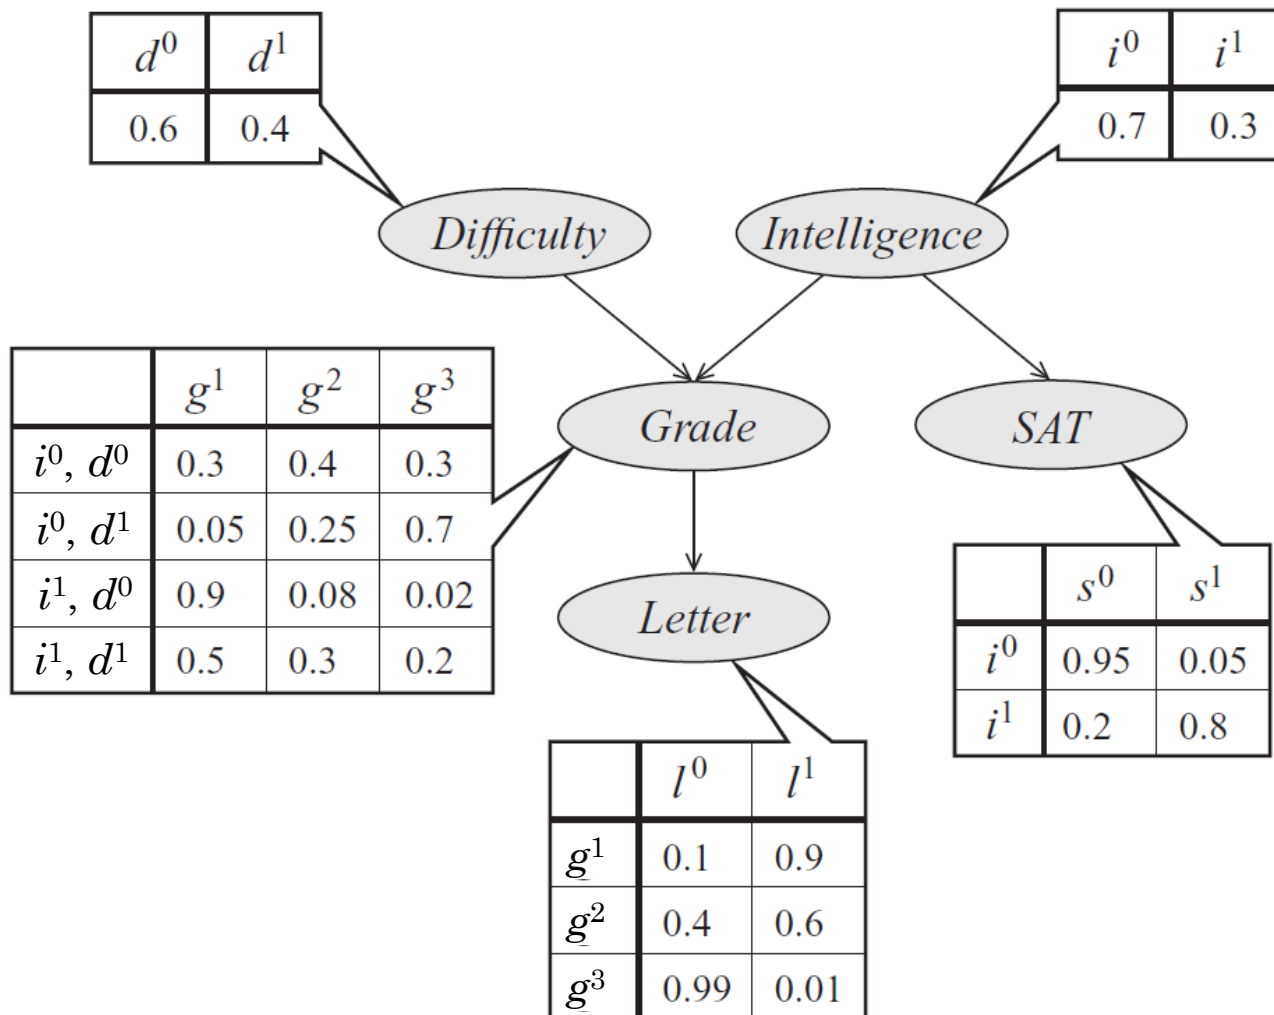 d⁰ d¹
0.6 0.4
i⁰ i¹
0.7 0.3
Difficulty
Intelligence
g¹ g² g³
i⁰, d⁰ 0.3 0.4 0.3
i⁰, d¹ 0.05 0.25 0.7
i¹, d⁰ 0.9 0.08 0.02
i¹, d¹ 0.5 0.3 0.2
Grade
SAT
s⁰ s¹
i⁰ 0.95 0.05
i¹ 0.2 0.8
Letter
l⁰ l¹
g¹ 0.1 0.9
g² 0.4 0.6
g³ 0.99 0.01